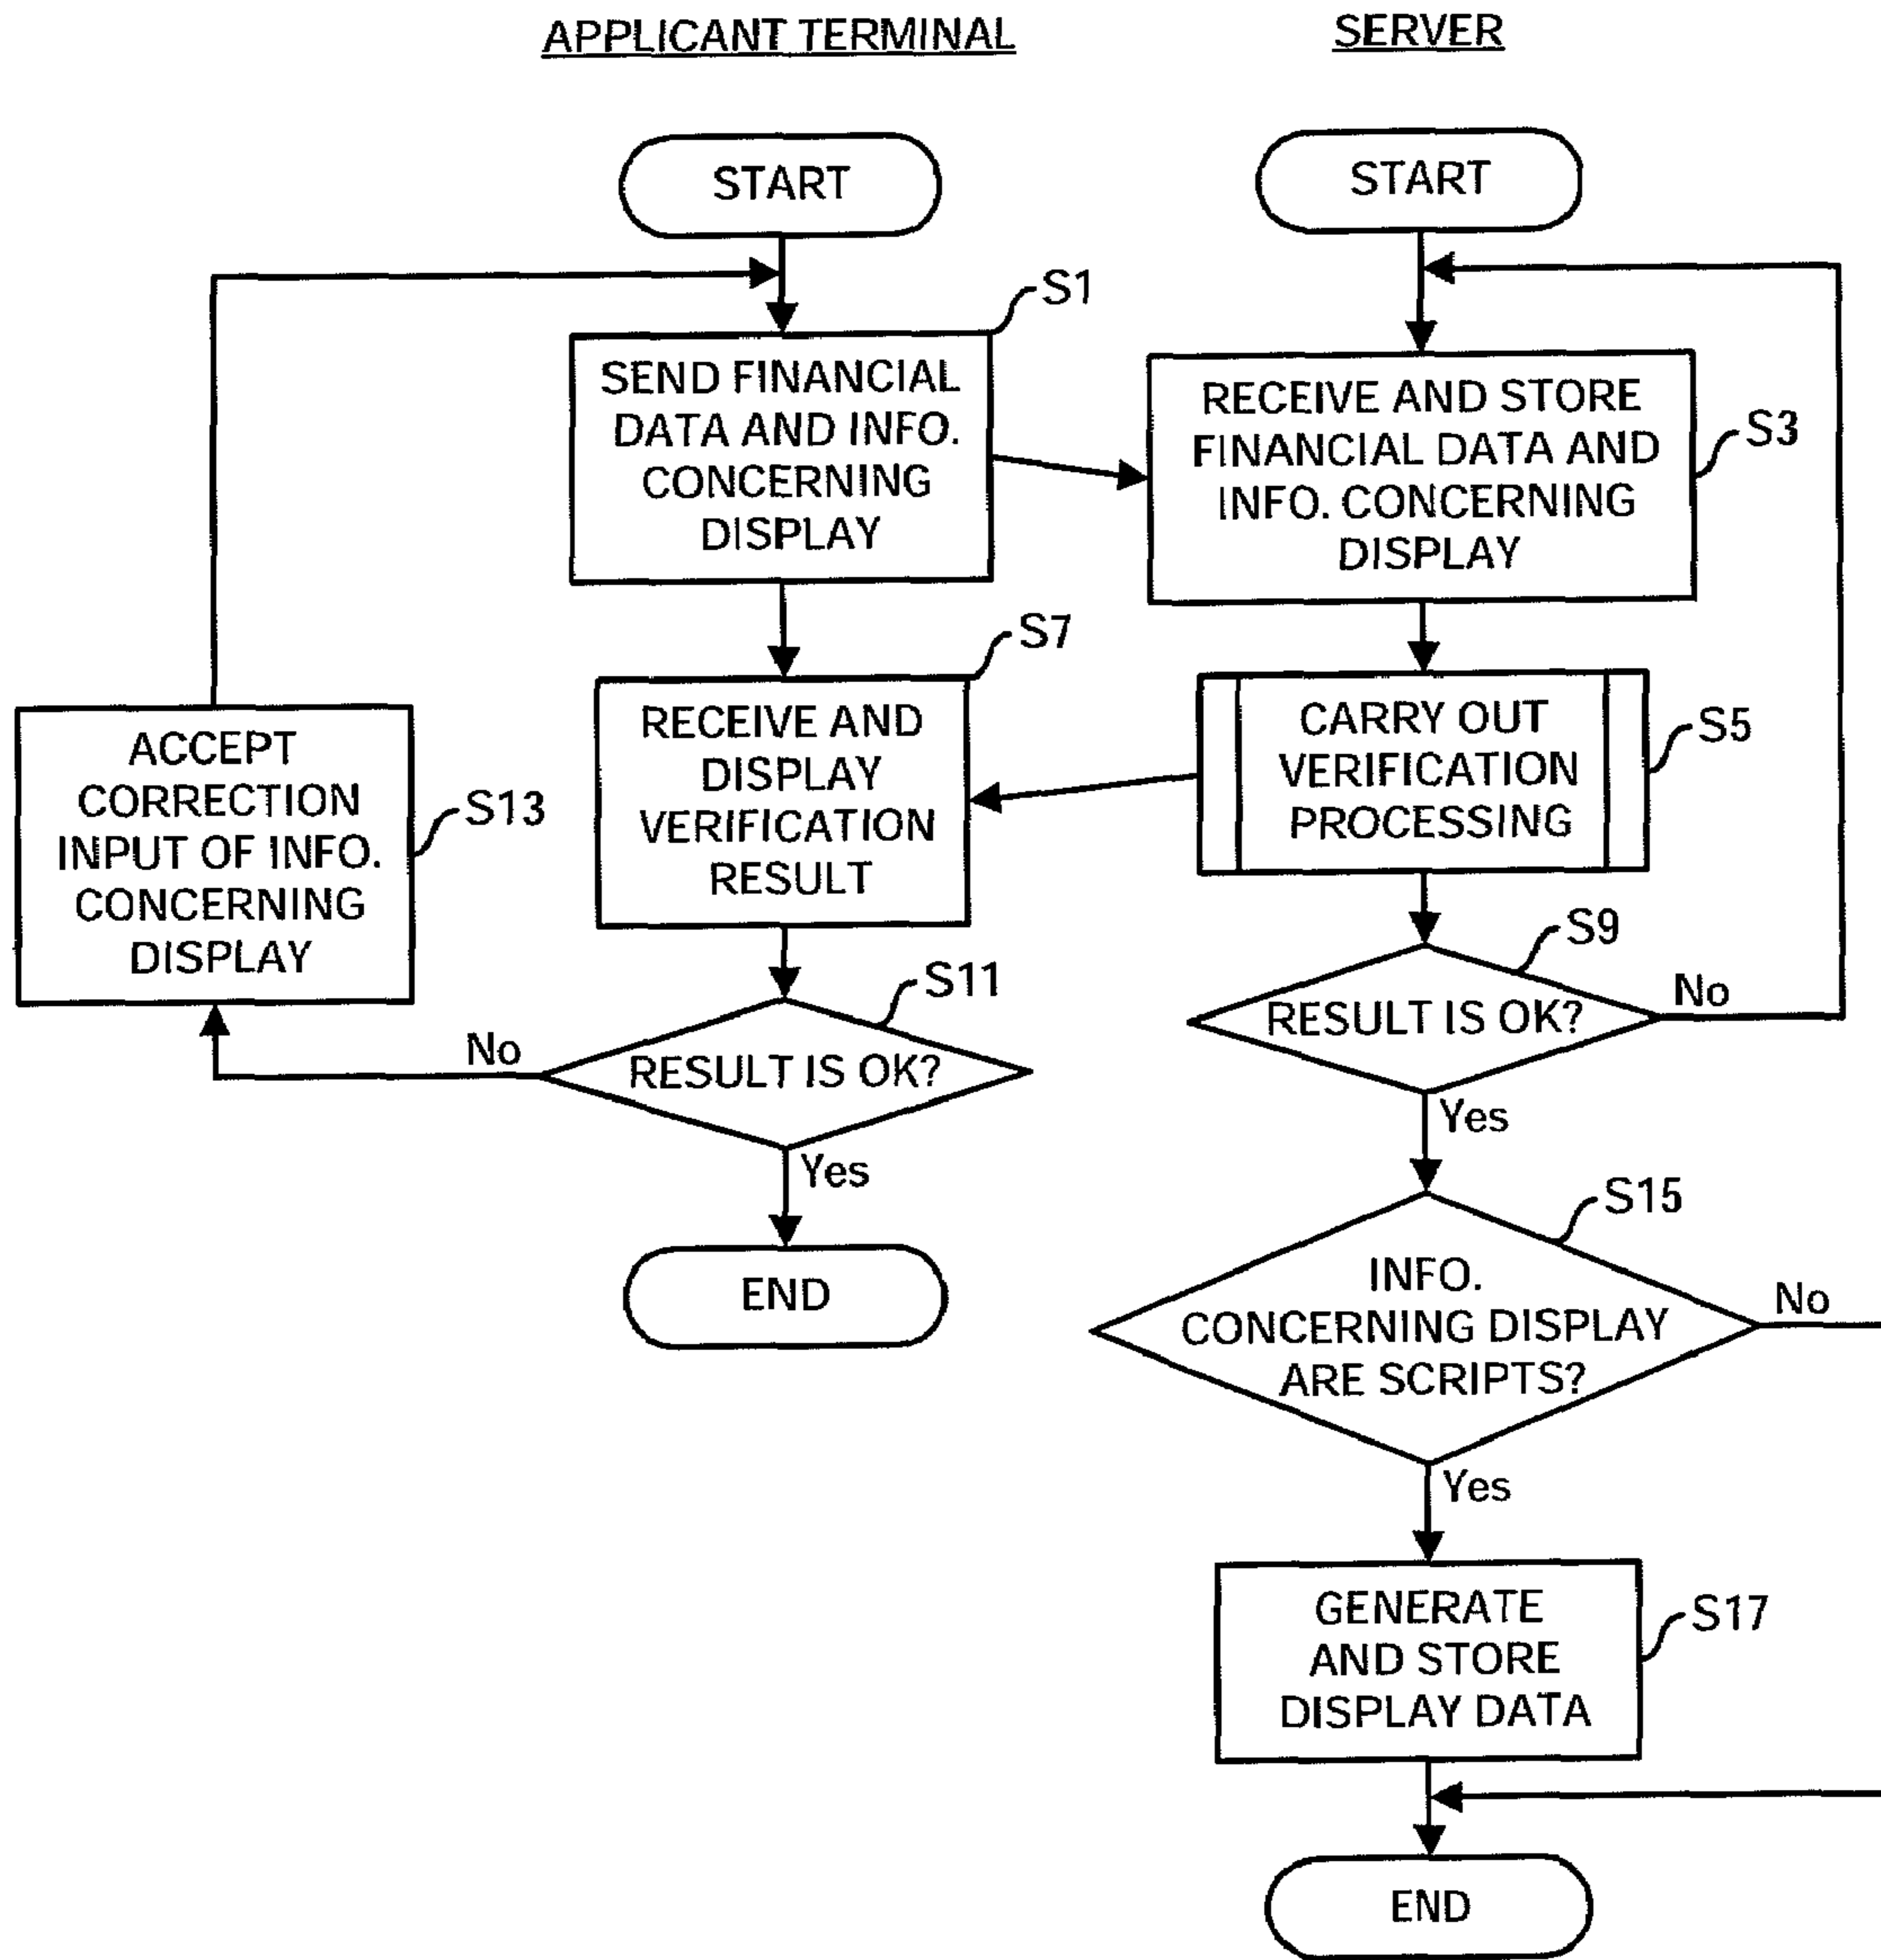 APPLICANT TERMINAL
SERVER
START
START
S1
SEND FINANCIAL
DATA AND INFO.
CONCERNING
DISPLAY
RECEIVE AND STORE
FINANCIAL DATA AND
INFO. CONCERNING
DISPLAY
S3
S7
RECEIVE AND
DISPLAY
VERIFICATION
RESULT
CARRY OUT
VERIFICATION
PROCESSING
S5
ACCEPT
CORRECTION
INPUT OF INFO.
CONCERNING
DISPLAY
S13
S9
RESULT IS OK?
No
S11
No
RESULT IS OK?
Yes
Yes
END
S15
INFO.
CONCERNING DISPLAY
ARE SCRIPTS?
No
Yes
GENERATE
AND STORE
DISPLAY DATA
S17
END